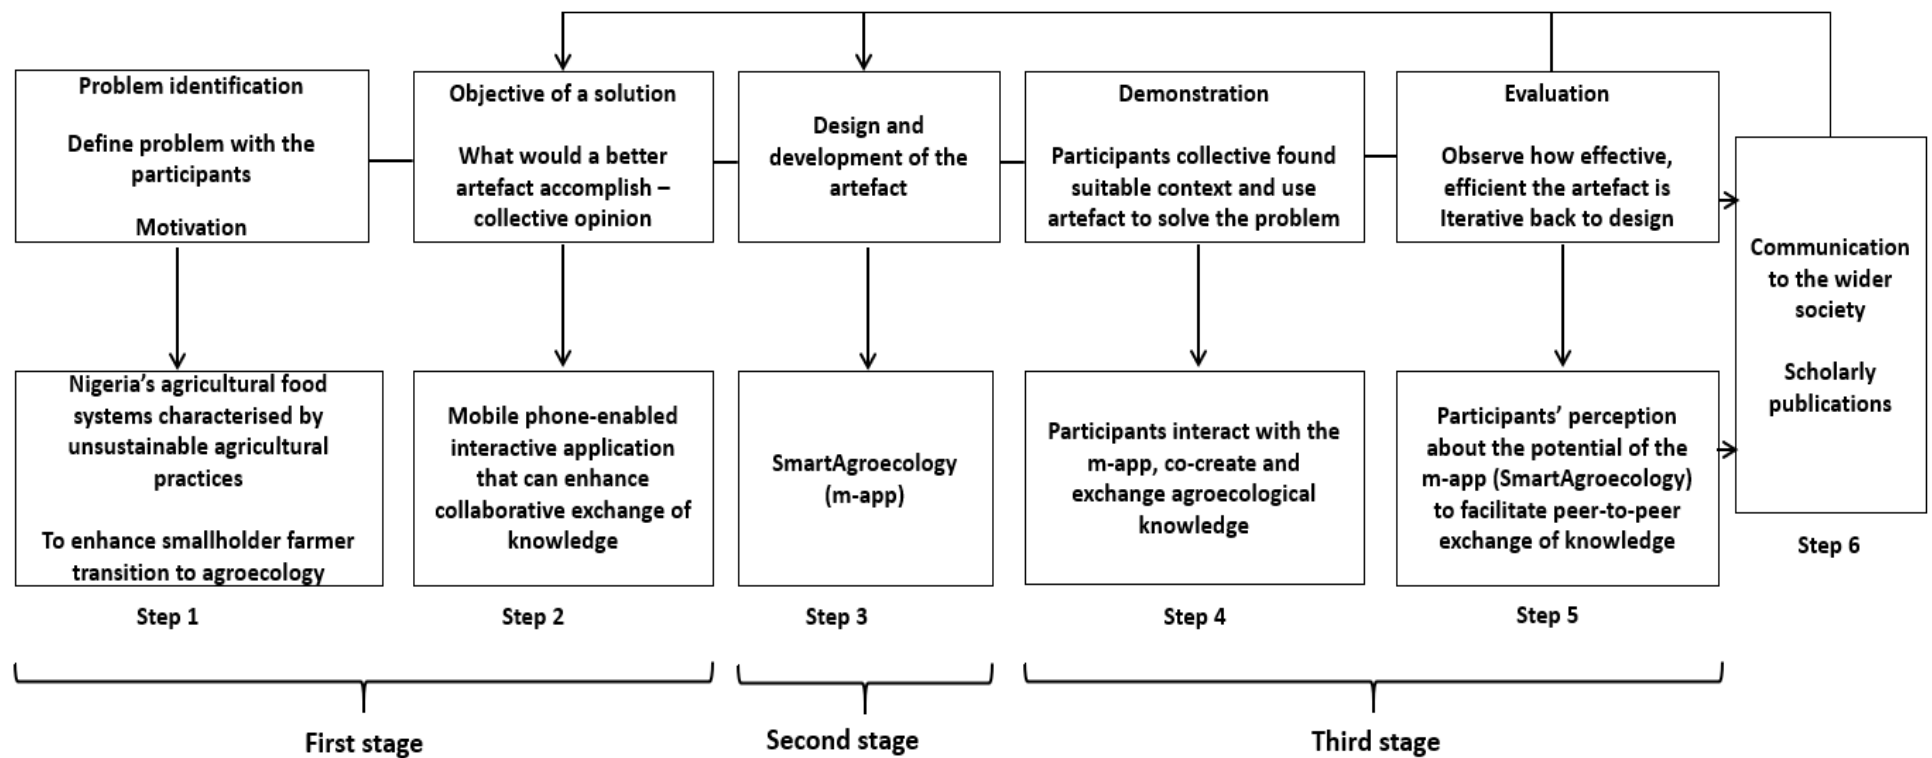 Problem identification
Define problem with the
participants
Motivation
Objective of a solution
What would a better
artefact accomplish –
collective opinion
Design and
development of the
artefact
Demonstration
Participants collective found
suitable context and use
artefact to solve the problem
Evaluation
Observe how effective,
efficient the artefact is
Iterative back to design
Communication
to the wider
society
Scholarly
publications
Step 6
Nigeria’s agricultural food
systems characterised by
unsustainable agricultural
practices
To enhance smallholder farmer
transition to agroecology
Step 1
Mobile phone-enabled
interactive application
that can enhance
collaborative exchange of
knowledge
Step 2
SmartAgroecology
(m-app)
Step 3
Participants interact with the
m-app, co-create and
exchange agroecological
knowledge
Step 4
Participants’ perception
about the potential of the
m-app (SmartAgroecology)
to facilitate peer-to-peer
exchange of knowledge
Step 5
First stage
Second stage
Third stage